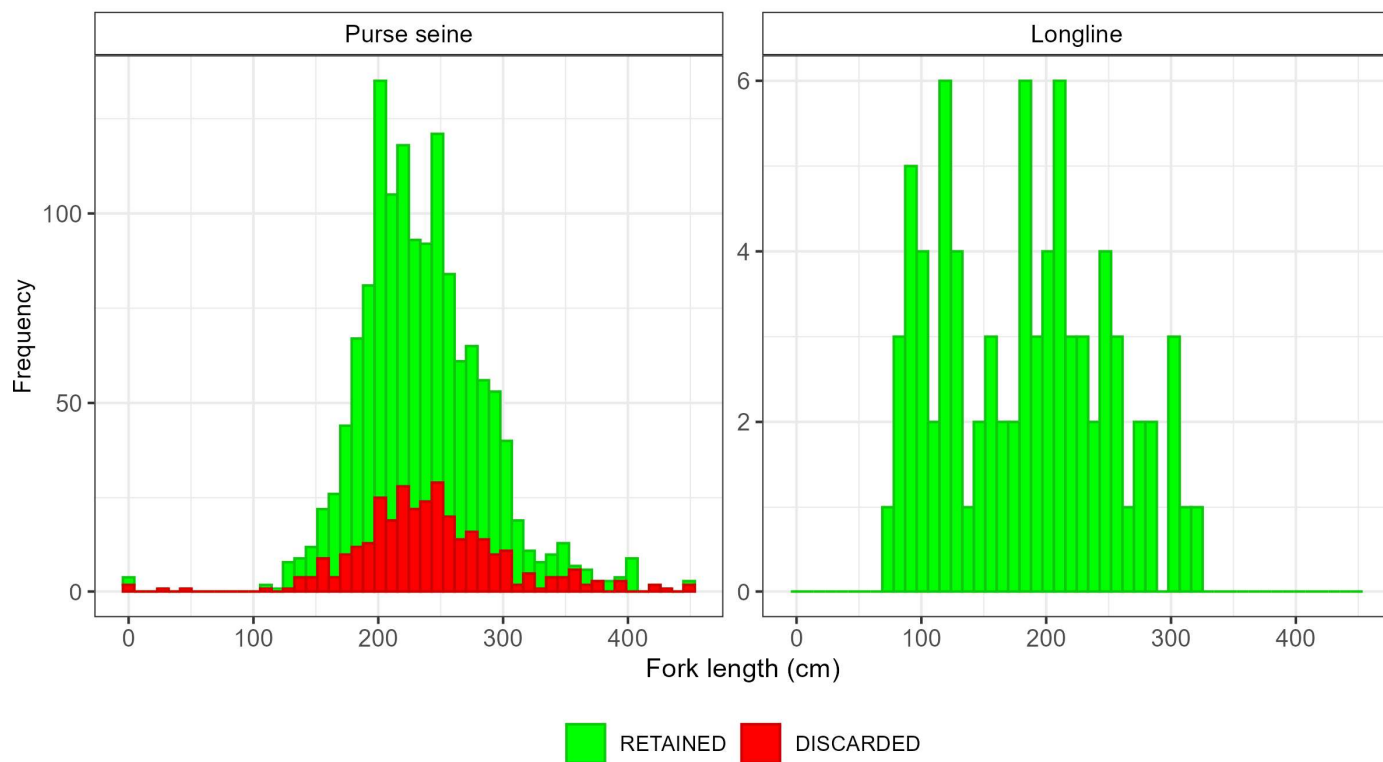 Purse seine
Longline
Frequency
100
50
0
6
4
2
0
0 100 200 300 400
0 100 200 300 400
Fork length (cm)
RETAINED DISCARDED